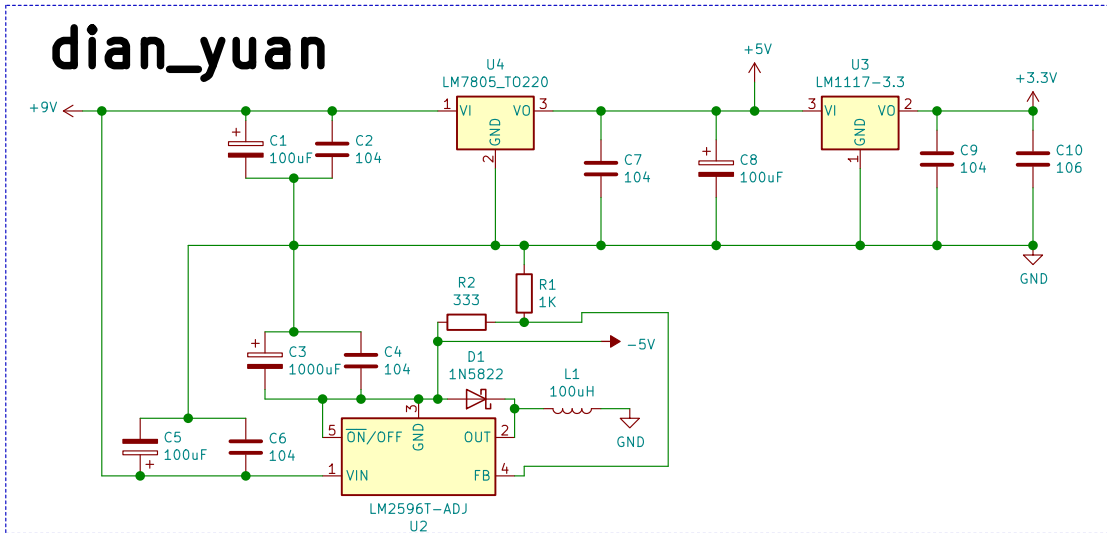 dian_yuan
+9V
C1
100uF
C2
104
1
VI
U4
LM7805_TO220
VO
3
GND
2
C7
104
C8
100uF
+5V
3
VI
U3
LM1117-3.3
VO
2
GND
1
C9
104
+3.3V
C10
106
GND
R2
333
R1
1K
-5V
C3
1000uF
C4
104
D1
1N5822
L1
100uH
GND
C5
100uF
C6
104
5
ON/OFF
3
GND
OUT
2
1
VIN
FB
4
LM2596T-ADJ
U2